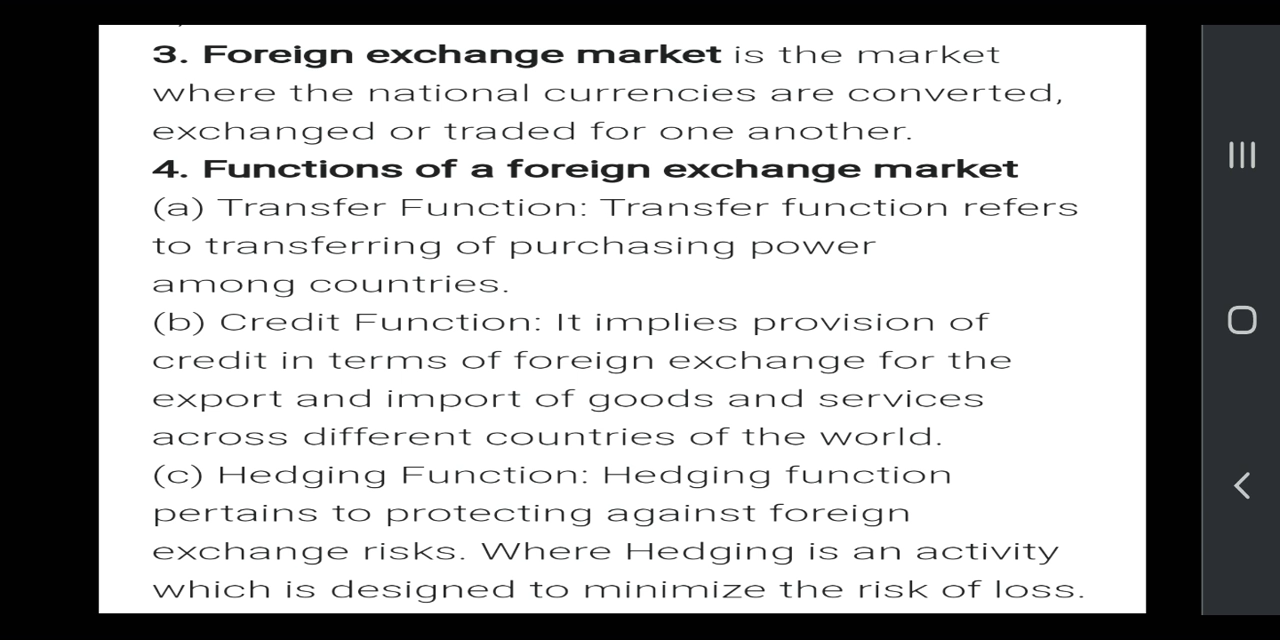 3. Foreign exchange market is the market
where the national currencies are converted,
exchanged or traded for one another.
4. Functions of a foreign exchange market
(a) Transfer Function: Transfer function refers
to transferring of purchasing power
among countries.
(b) Credit Function: It implies provision of
credit in terms of foreign exchange for the
export and import of goods and services
across different countries of the world.
(c) Hedging Function: Hedging function
pertains to protecting against foreign
exchange risks. Where Hedging is an activity
which is designed to minimize the risk of loss.